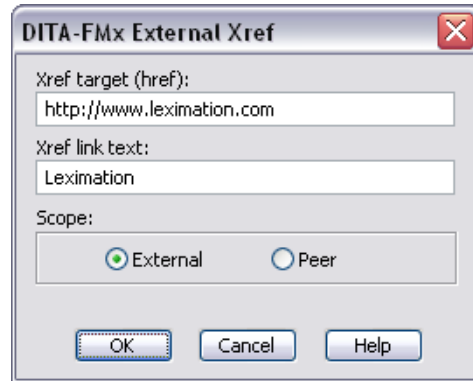 DITA-FMx External Xref
Xref target (href):
http://www.leximation.com
Xref link text:
Leximation
Scope:
External Peer
OK Cancel Help